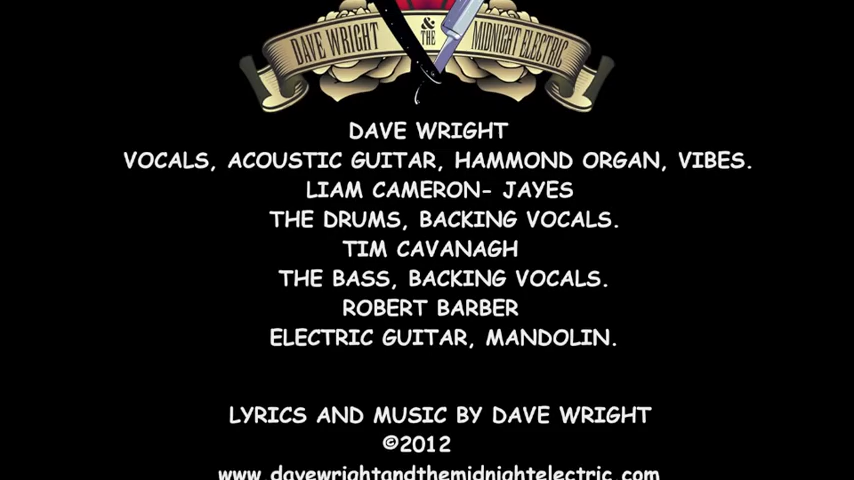 DAVE WRIGHT & THE MIDNIGHT ELECTRIC
DAVE WRIGHT
VOCALS, ACOUSTIC GUITAR, HAMMOND ORGAN, VIBES.
LIAM CAMERON- JAYES
THE DRUMS, BACKING VOCALS.
TIM CAVANAGH
THE BASS, BACKING VOCALS.
ROBERT BARBER
ELECTRIC GUITAR, MANDOLIN.
LYRICS AND MUSIC BY DAVE WRIGHT
©2012
www.davewrightandthemidnightelectric.com